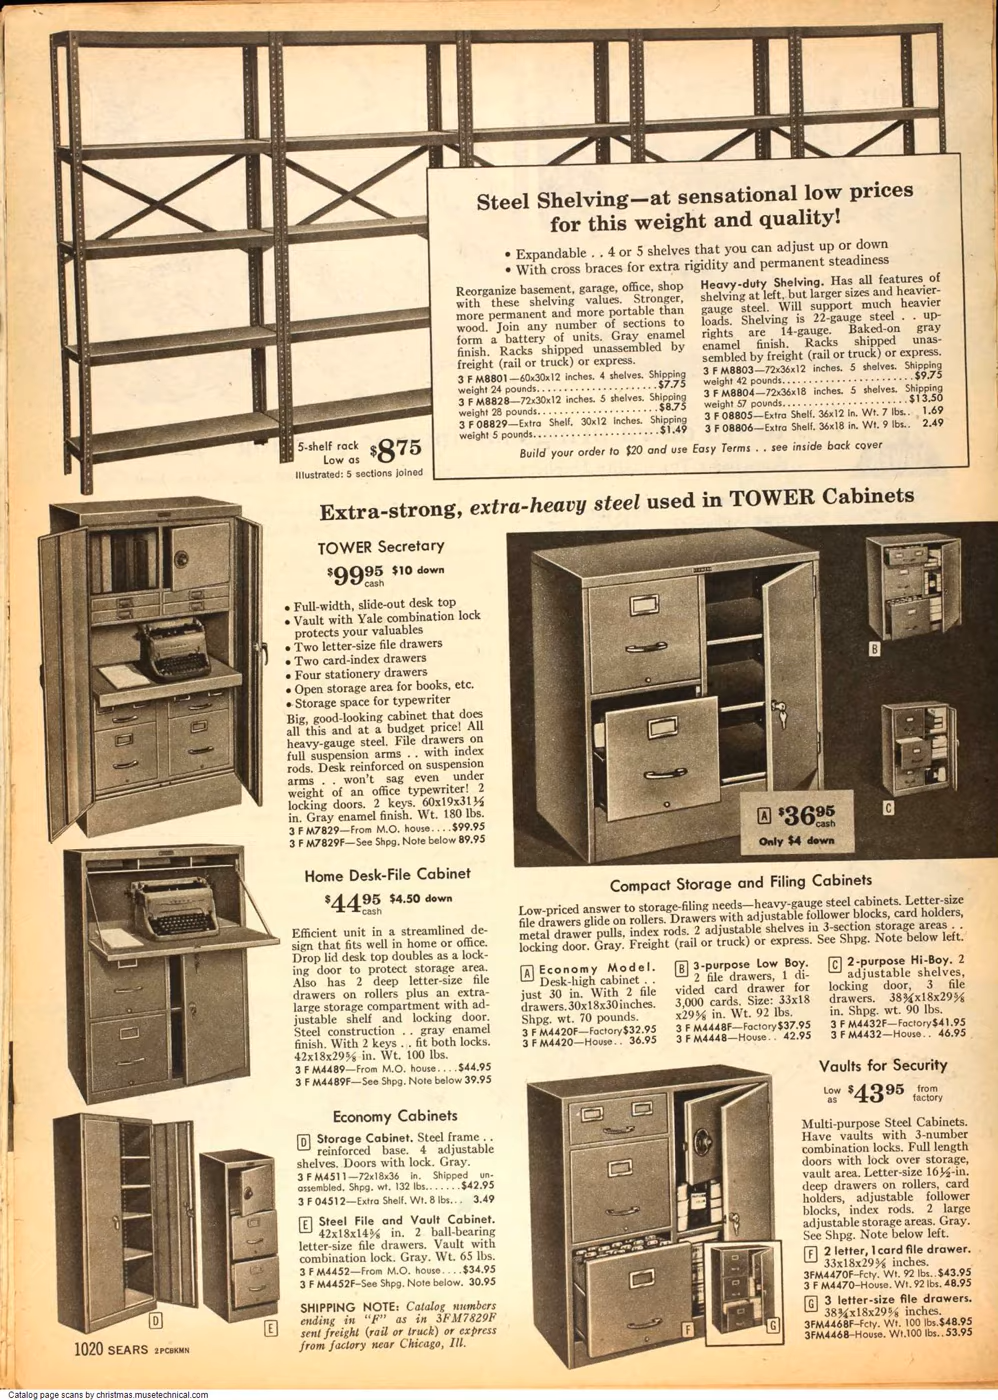 Steel Shelving—at sensational low prices
for this weight and quality!
• Expandable . . 4 or 5 shelves that you can adjust up or down
• With cross braces for extra rigidity and permanent steadiness
Reorganize basement, garage, office, shop
with these shelving values. Stronger,
more permanent and more portable than
wood. Join any number of sections to
form a battery of units. Gray enamel
finish. Racks shipped unassembled by
freight (rail or truck) or express.
3 F M8801—60x30x12 inches. 4 shelves. Shipping
weight 24 pounds.......................$7.75
3 F M8828—72x30x12 inches. 5 shelves. Shipping
weight 28 pounds.......................$8.75
3 F 08829—Extra Shelf. 30x12 inches. Shipping
weight 5 pounds........................$1.49
Heavy-duty Shelving. Has all features of
shelving at left, but larger sizes and heavier-
gauge steel. Will support much heavier
loads. Shelving is 22-gauge steel . . up-
rights are 14-gauge. Baked-on gray
enamel finish. Racks shipped unas-
sembled by freight (rail or truck) or express.
3 F M8803—72x36x12 inches. 5 shelves. Shipping
weight 42 pounds.......................$9.75
3 F M8804—72x36x18 inches. 5 shelves. Shipping
weight 57 pounds......................$13.50
3 F 08805—Extra Shelf. 36x12 in. Wt. 7 lbs.. 1.69
3 F 08806—Extra Shelf. 36x18 in. Wt. 9 lbs.. 2.49
Build your order to $20 and use Easy Terms . . see inside back cover
5-shelf rack
Low as $8 75
Illustrated: 5 sections joined
Extra-strong, extra-heavy steel used in TOWER Cabinets
TOWER Secretary
$99 95 cash $10 down
• Full-width, slide-out desk top
• Vault with Yale combination lock
protects your valuables
• Two letter-size file drawers
• Two card-index drawers
• Four stationery drawers
• Open storage area for books, etc.
• Storage space for typewriter
Big, good-looking cabinet that does
all this and at a budget price! All
heavy-gauge steel. File drawers on
full suspension arms . . with index
rods. Desk reinforced on suspension
arms . . won't sag even under
weight of an office typewriter! 2
locking doors. 2 keys. 60x19x31½
in. Gray enamel finish. Wt. 180 lbs.
3 F M7829—From M.O. house....$99.95
3 F M7829F—See Shpg. Note below 89.95
Home Desk-File Cabinet
$44 95 cash $4.50 down
Efficient unit in a streamlined de-
sign that fits well in home or office.
Drop lid desk top doubles as a lock-
ing door to protect storage area.
Also has 2 deep letter-size file
drawers on rollers plus an extra-
large storage compartment with ad-
justable shelf and locking door.
Steel construction . . gray enamel
finish. With 2 keys . . fit both locks.
42x18x29⅝ in. Wt. 100 lbs.
3 F M4489—From M.O. house....$44.95
3 F M4489F—See Shpg. Note below 39.95
Economy Cabinets
D Storage Cabinet. Steel frame . .
reinforced base. 4 adjustable
shelves. Doors with lock. Gray.
3 F M4511—72x18x36 in. Shipped un-
assembled. Shpg. wt. 132 lbs.......$42.95
3 F 04512—Extra Shelf. Wt. 8 lbs... 3.49
E Steel File and Vault Cabinet.
42x18x14⅝ in. 2 ball-bearing
letter-size file drawers. Vault with
combination lock. Gray. Wt. 65 lbs.
3 F M4452—From M.O. house....$34.95
3 F M4452F—See Shpg. Note below. 30.95
SHIPPING NOTE: Catalog numbers
ending in "F" as in 3FM7829F
sent freight (rail or truck) or express
from factory near Chicago, Ill.
A $36 95 cash
Only $4 down
B
C
Compact Storage and Filing Cabinets
Low-priced answer to storage-filing needs—heavy-gauge steel cabinets. Letter-size
file drawers glide on rollers. Drawers with adjustable follower blocks, card holders,
metal drawer pulls, index rods. 2 adjustable shelves in 3-section storage areas . .
locking door. Gray. Freight (rail or truck) or express. See Shpg. Note below left.
A Economy Model.
Desk-high cabinet . .
just 30 in. With 2 file
drawers. 30x18x30 inches.
Shpg. wt. 70 pounds.
3 F M4420F—Factory $32.95
3 F M4420—House.. 36.95
B 3-purpose Low Boy.
2 file drawers, 1 di-
vided card drawer for
3,000 cards. Size: 33x18
x29⅝ in. Wt. 92 lbs.
3 F M4448F—Factory $37.95
3 F M4448—House.. 42.95
C 2-purpose Hi-Boy. 2
adjustable shelves,
locking door, 3 file
drawers. 38¾x18x29⅝
in. Shpg. wt. 90 lbs.
3 F M4432F—Factory $41.95
3 F M4432—House.. 46.95
Vaults for Security
Low as $43 95 from factory
Multi-purpose Steel Cabinets.
Have vaults with 3-number
combination locks. Full length
doors with lock over storage,
vault area. Letter-size 16½-in.
deep drawers on rollers, card
holders, adjustable follower
blocks, index rods. 2 large
adjustable storage areas. Gray.
See Shpg. Note below left.
F 2 letter, 1 card file drawer.
33x18x29⅝ inches.
3FM4470F—Fcty. Wt. 92 lbs..$43.95
3 F M4470—House. Wt. 92 lbs. 48.95
G 3 letter-size file drawers.
38¾x18x29⅝ inches.
3FM4468F—Fcty. Wt. 100 lbs.$48.95
3FM4468—House. Wt. 100 lbs.. 53.95
D
E
F
G
1020 SEARS 2PCBKMN
Catalog page scans by christmas.musetechnical.com